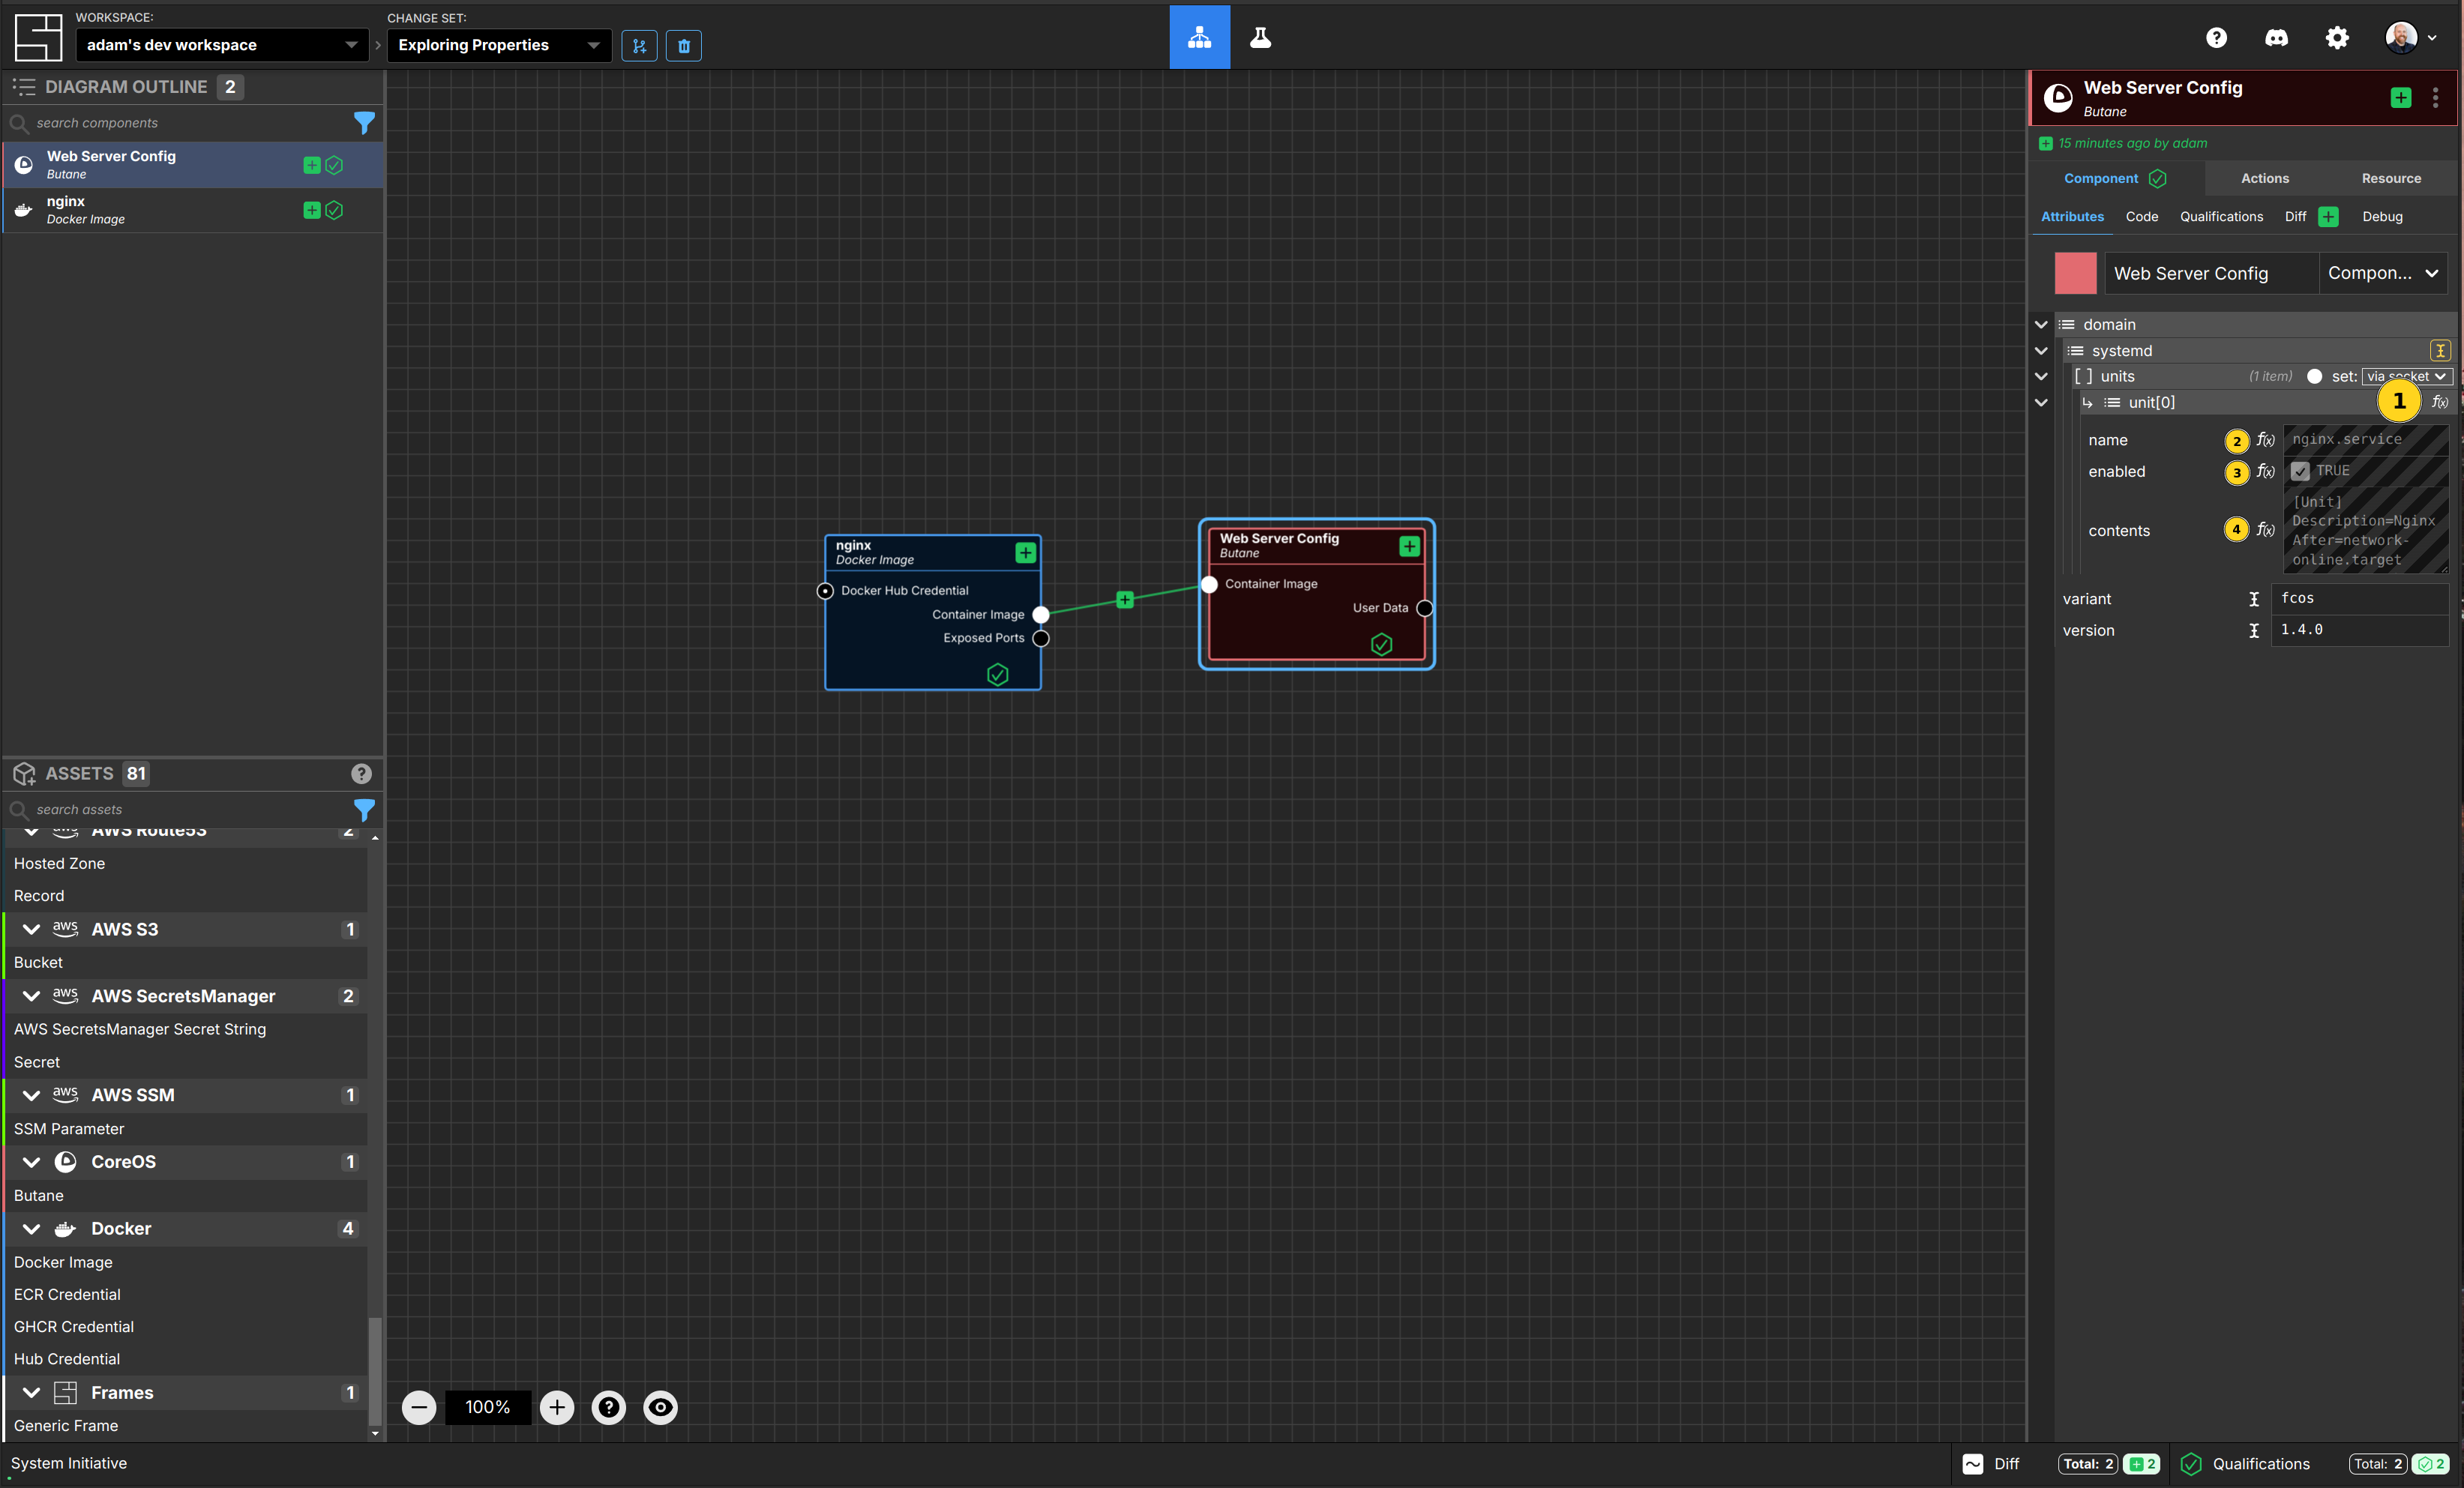 WORKSPACE:
adam's dev workspace
CHANGE SET:
Exploring Properties
DIAGRAM OUTLINE 2
search components
Web Server Config
Butane
nginx
Docker Image
ASSETS 81
search assets
AWS Route53 2
Hosted Zone
Record
aws AWS S3 1
Bucket
aws AWS SecretsManager 2
AWS SecretsManager Secret String
Secret
aws AWS SSM 1
SSM Parameter
CoreOS 1
Butane
Docker 4
Docker Image
ECR Credential
GHCR Credential
Hub Credential
Frames 1
Generic Frame
nginx
Docker Image
Docker Hub Credential
Container Image
Exposed Ports
Web Server Config
Butane
Container Image
User Data
100%
Web Server Config
Butane
15 minutes ago by adam
Component Actions Resource
Attributes Code Qualifications Diff Debug
Web Server Config Compon...
domain
systemd
[ ] units (1 item) set: via socket
unit[0] 1 f(x)
name 2 f(x) nginx.service
enabled 3 f(x) TRUE
contents 4 f(x)
[Unit]
Description=Nginx
After=network-
online.target
variant fcos
version 1.4.0
System Initiative
Diff Total: 2 2 Qualifications Total: 2 2